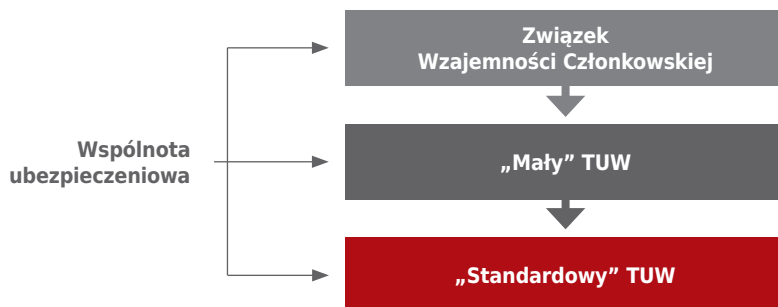 Związek
Wzajemności Członkowskiej
Wspólnota
ubezpieczeniowa
„Mały” TUW
„Standardowy” TUW